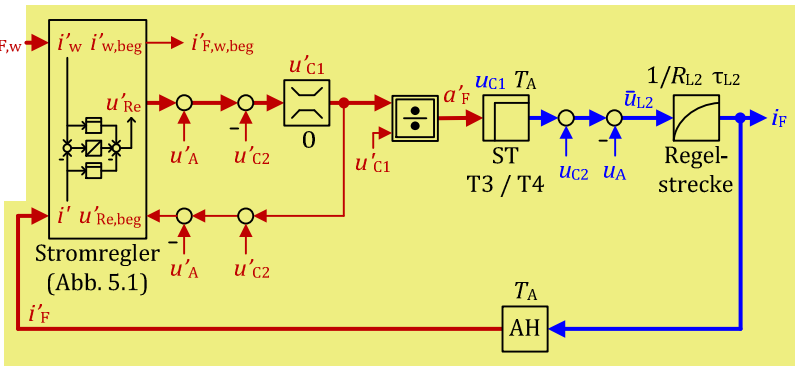 F,w
i′w i′w,beg
i′F,w,beg
u′Re
u′A
u′C2
u′C1
0
u′C1
a′F
uC1 TA
ST
T3 / T4
uC2
uA
ūL2
1/RL2 τL2
Regel-
strecke
iF
i′ u′Re,beg
u′A
u′C2
Stromregler
(Abb. 5.1)
i′F
TA
AH